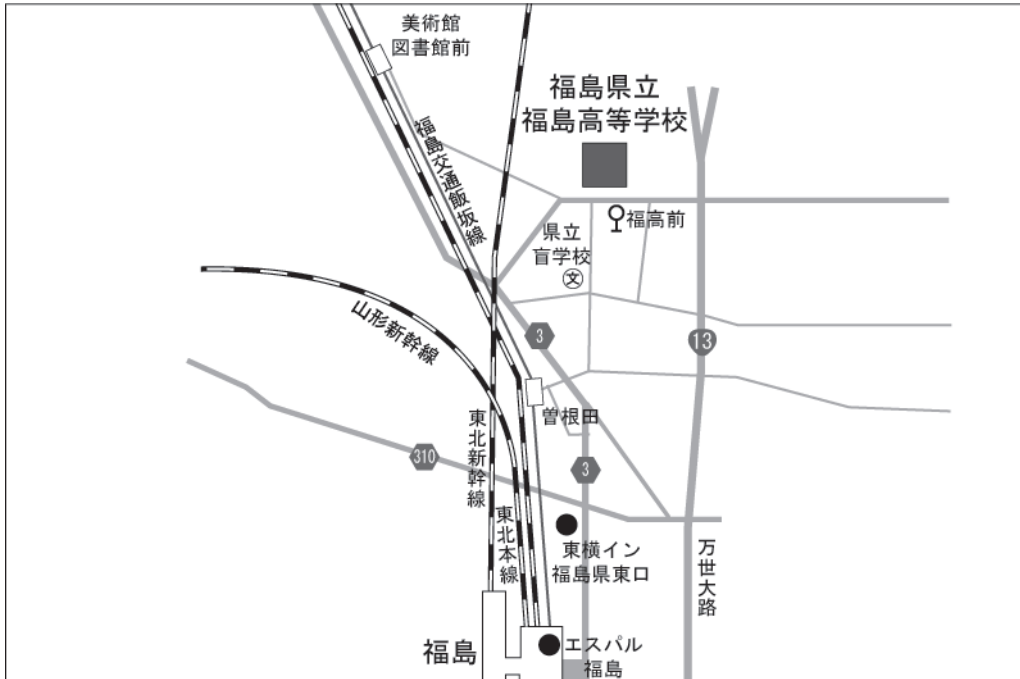 美術館
図書館前
福島県立
福島高等学校
福島交通飯坂線
福高前
県立
盲学校
文
山形新幹線
3
13
曽根田
310
東北新幹線
3
東北本線
東横イン
福島県東口
万世大路
福島
エスパル
福島